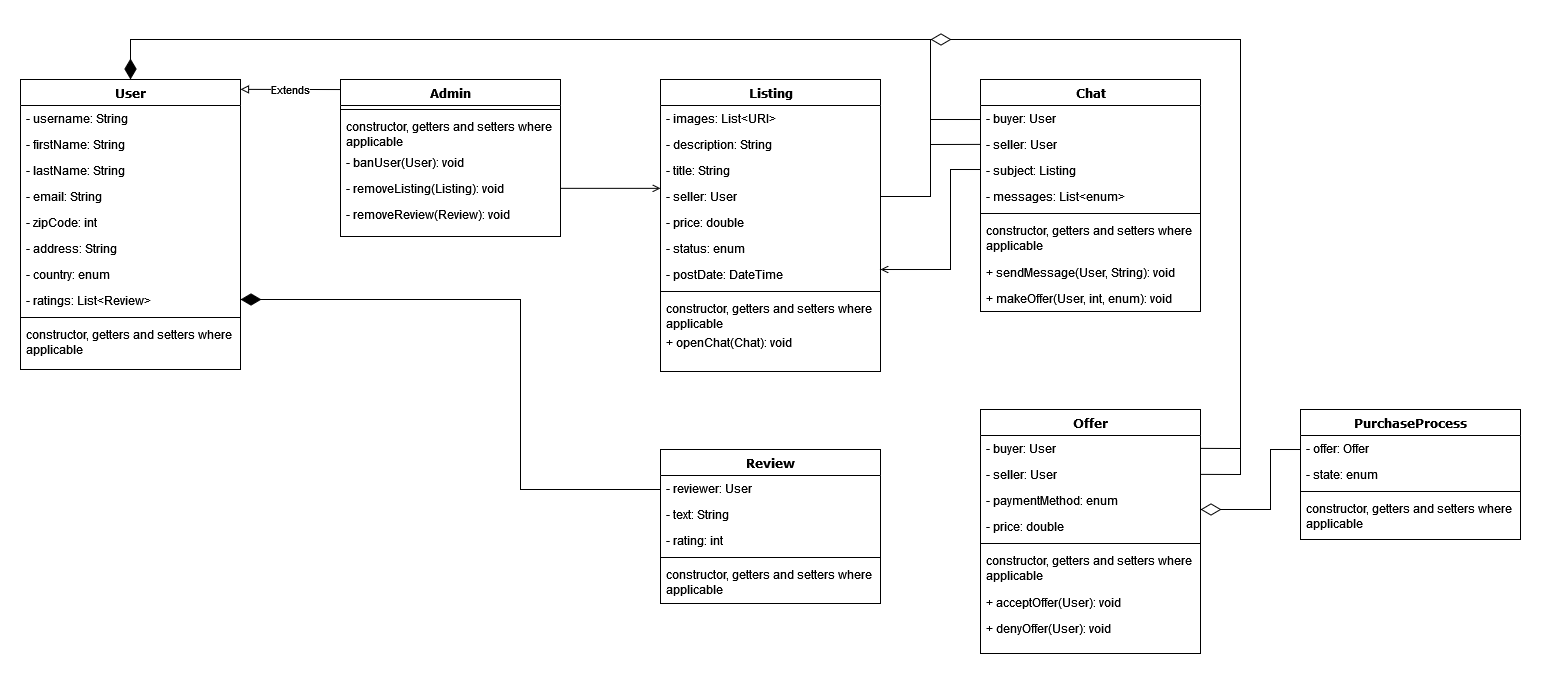 User
- username: String
- firstName: String
- lastName: String
- email: String
- zipCode: int
- address: String
- country: enum
- ratings: List<Review>
constructor, getters and setters where
applicable
Extends
Admin
constructor, getters and setters where
applicable
- banUser(User): void
- removeListing(Listing): void
- removeReview(Review): void
Listing
- images: List<URI>
- description: String
- title: String
- seller: User
- price: double
- status: enum
- postDate: DateTime
constructor, getters and setters where
applicable
+ openChat(Chat): void
Chat
- buyer: User
- seller: User
- subject: Listing
- messages: List<enum>
constructor, getters and setters where
applicable
+ sendMessage(User, String): void
+ makeOffer(User, int, enum): void
Review
- reviewer: User
- text: String
- rating: int
constructor, getters and setters where
applicable
Offer
- buyer: User
- seller: User
- paymentMethod: enum
- price: double
constructor, getters and setters where
applicable
+ acceptOffer(User): void
+ denyOffer(User): void
PurchaseProcess
- offer: Offer
- state: enum
constructor, getters and setters where
applicable